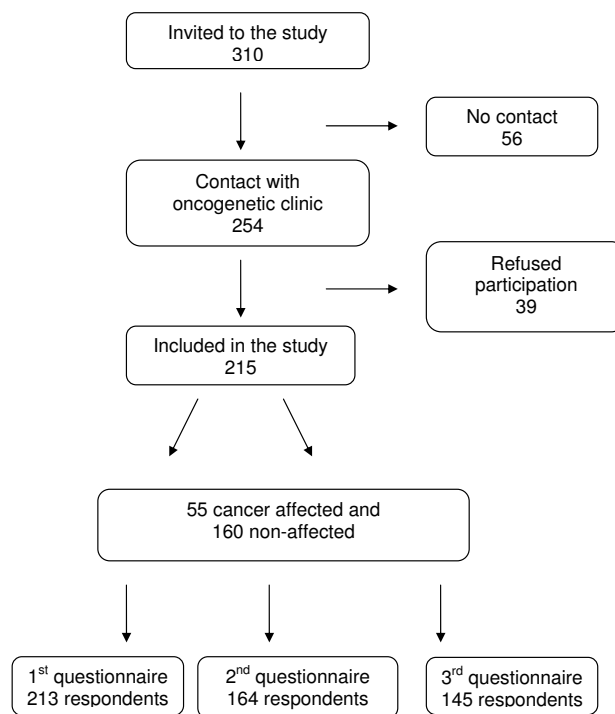 Invited to the study
310
No contact
56
Contact with
oncogenetic clinic
254
Refused
participation
39
Included in the study
215
55 cancer affected and
160 non-affected
1st questionnaire
213 respondents
2nd questionnaire
164 respondents
3rd questionnaire
145 respondents